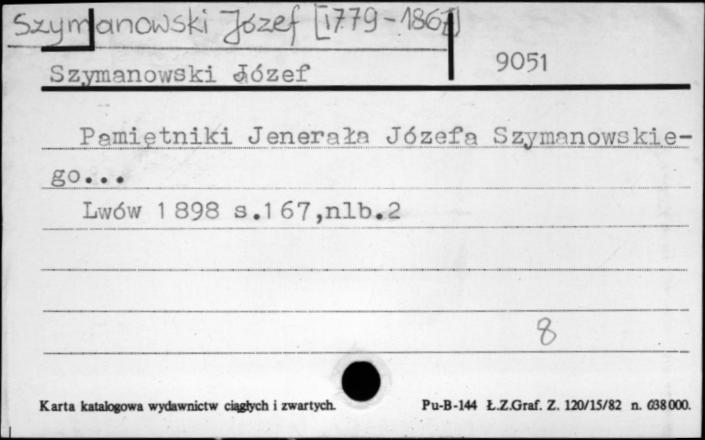 Szymanowski Józef [1779-1867]
9051
Szymanowski Józef
Pamiętniki Jenerała Józefa Szymanowskie-
go...
Lwów 1898 s.167,nlb.2
8
Karta katalogowa wydawnictw ciągłych i zwartych.
Pu-B-144 Ł.Z.Graf. Z. 120/15/82 n. 038000.